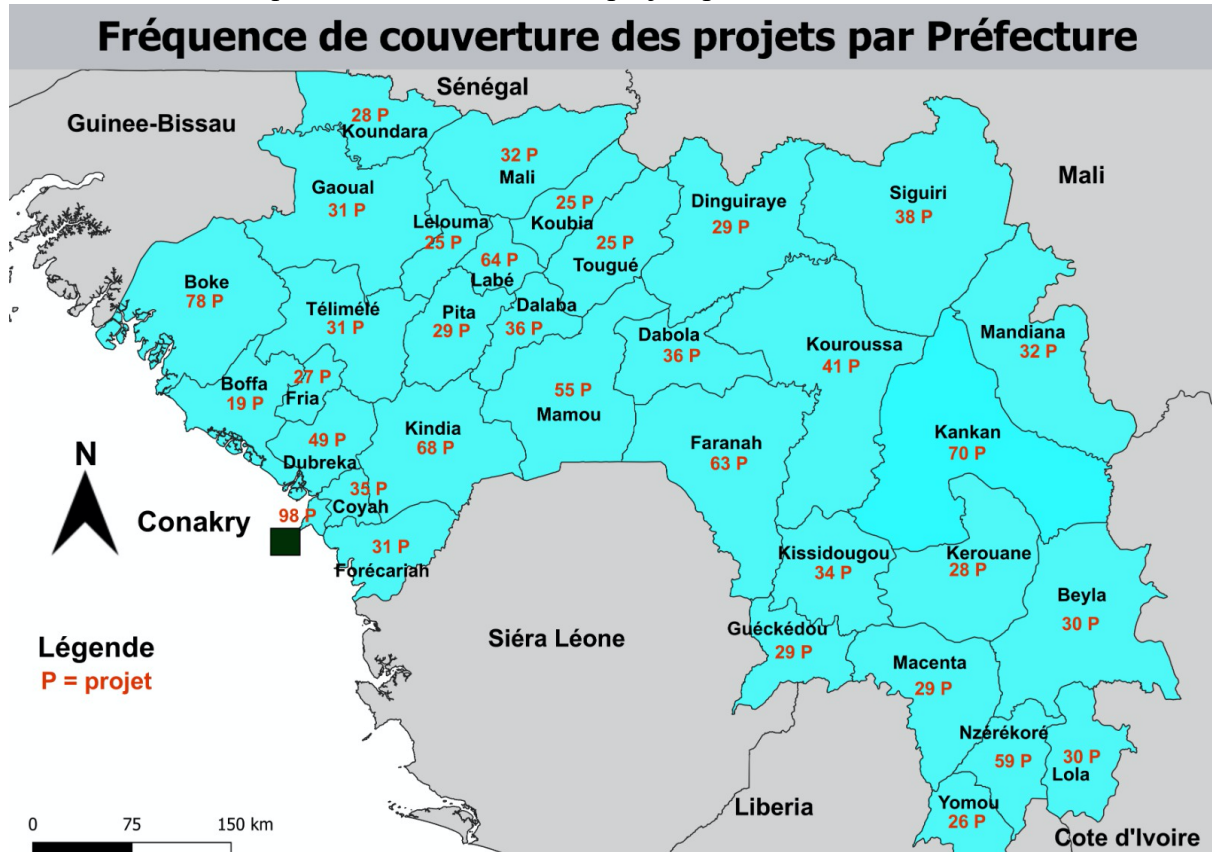 Fréquence de couverture des projets par Préfecture
Sénégal
Guinee-Bissau
28 P
Koundara
32 P
Mali
Mali
Gaoual
31 P
25 P
Koubia
Dinguiraye
29 P
Siguiri
38 P
Lelouma
25 P
25 P
Tougué
64 P
Labé
Boke
78 P
Télimélé
31 P
Pita
29 P
Dalaba
36 P
Dabola
36 P
Kouroussa
41 P
Mandiana
32 P
Boffa
19 P
27 P
Fria
55 P
Mamou
49 P
Dubreka
Kindia
68 P
Faranah
63 P
Kankan
70 P
N
35 P
Coyah
98 P
Conakry
31 P
Forécariah
Kissidougou
34 P
Kerouane
28 P
Beyla
30 P
Siéra Léone
Guéckédou
29 P
Macenta
29 P
Légende
P = projet
Nzérékoré
59 P
30 P
Lola
Yomou
26 P
Liberia
Cote d'Ivoire
0 75 150 km